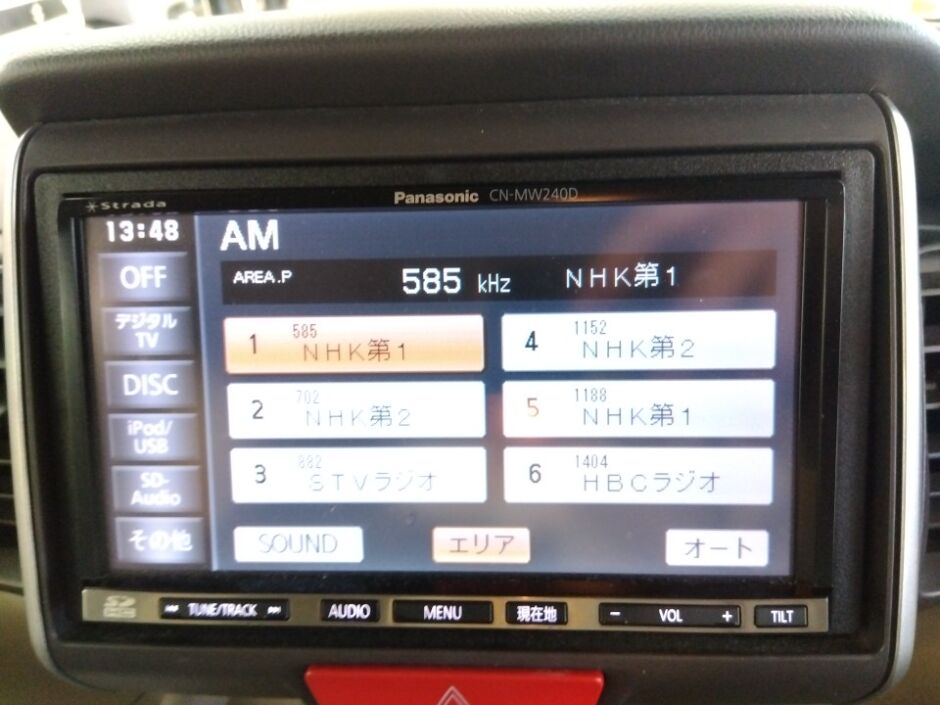 Strada
Panasonic CN-MW240D
13:48
AM
OFF
AREA.P 585 kHz NHK第1
デジタル
TV
DISC
iPod/
USB
SD-
Audio
その他
1 585
NHK第1
4 1152
NHK第2
2 702
NHK第2
5 1188
NHK第1
3 882
STVラジオ
6 1404
HBCラジオ
SOUND エリア オート
SD TUNE/TRACK AUDIO MENU 現在地 - VOL + TILT